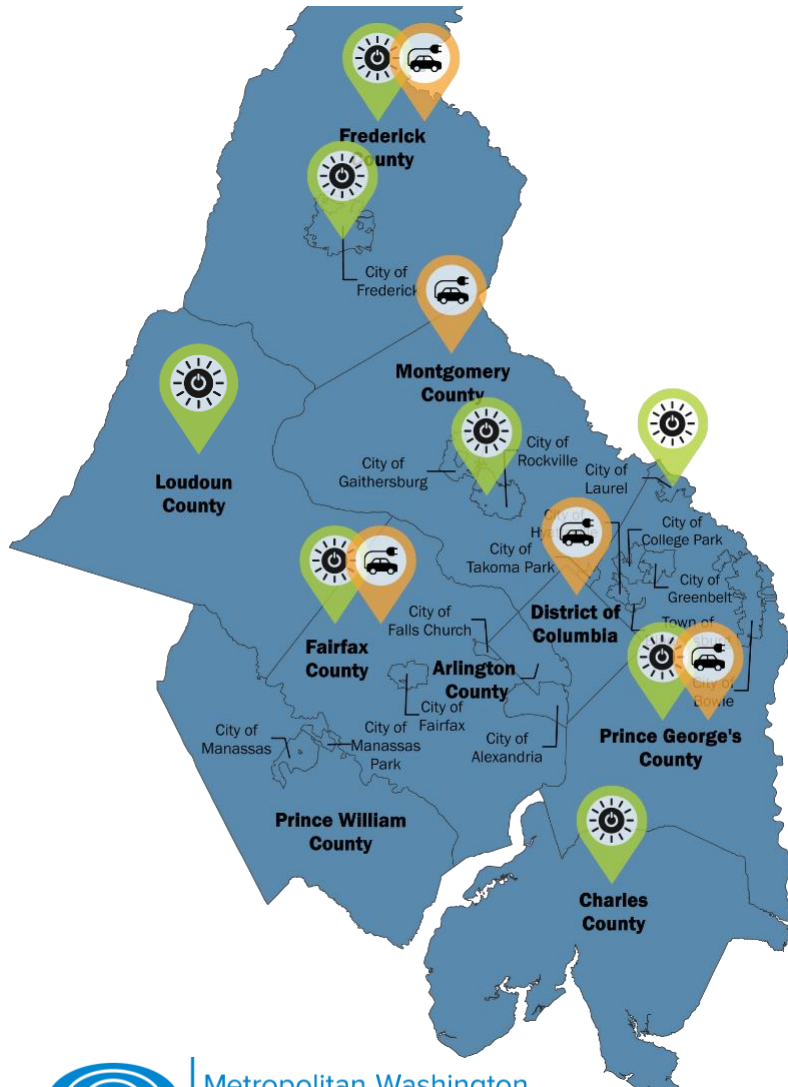 Frederick
County
City of
Frederick
Montgomery
County
City of
Rockville
City of
Gaithersburg
City of
Laurel
Loudoun
County
City of
City of
College Park
City of
Takoma Park
City of
Greenbelt
District of
Columbia
Town of
City of
Falls Church
Fairfax
County
Arlington
County
City of
Bowie
City of
Fairfax
City of
Manassas
City of
Manassas
Park
City of
Alexandria
Prince George's
County
Prince William
County
Charles
County
Metropolitan Washington